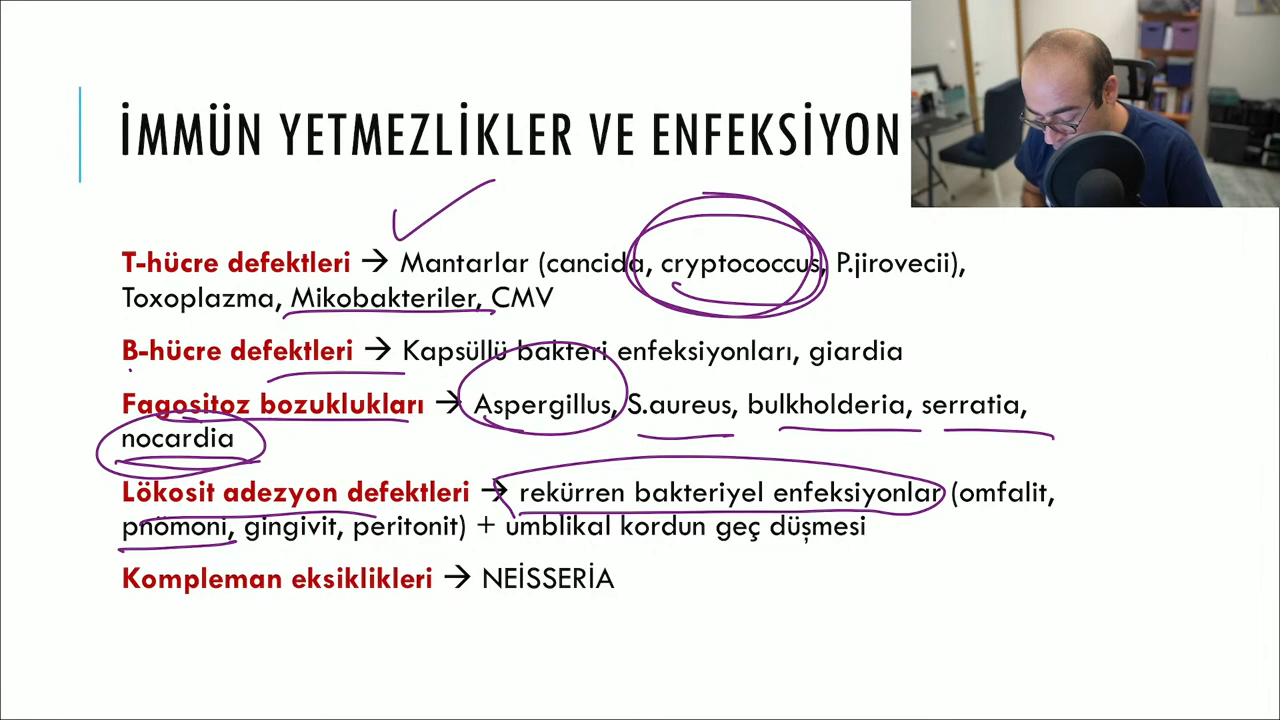 İMMÜN YETMEZLİKLER VE ENFEKSİYON
T-hücre defektleri → Mantarlar (cancida, cryptococcus, P.jirovecii),
Toxoplazma, Mikobakteriler, CMV
B-hücre defektleri → Kapsüllü bakteri enfeksiyonları, giardia
Fagositoz bozuklukları → Aspergillus, S.aureus, bulkholderia, serratia,
nocardia
Lökosit adezyon defektleri → rekürren bakteriyel enfeksiyonlar (omfalit,
pnömoni, gingivit, peritonit) + umblikal kordun geç düşmesi
Kompleman eksiklikleri → NEİSSERİA